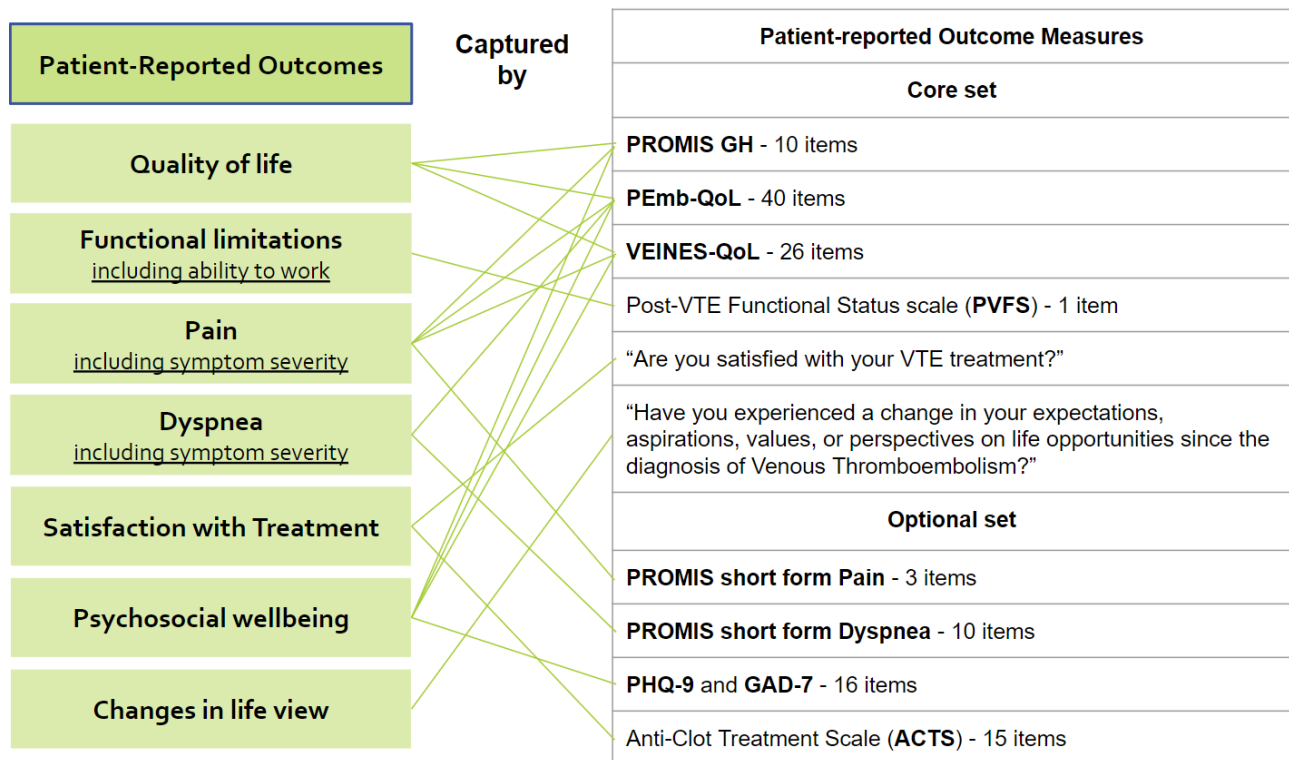 Patient-Reported Outcomes
Quality of life
Functional limitations
including ability to work
Pain
including symptom severity
Dyspnea
including symptom severity
Satisfaction with Treatment
Psychosocial wellbeing
Changes in life view
Captured
by
Patient-reported Outcome Measures
Core set
PROMIS GH - 10 items
PEmb-QoL - 40 items
VEINES-QoL - 26 items
Post-VTE Functional Status scale (PVFS) - 1 item
“Are you satisfied with your VTE treatment?”
“Have you experienced a change in your expectations,
aspirations, values, or perspectives on life opportunities since the
diagnosis of Venous Thromboembolism?”
Optional set
PROMIS short form Pain - 3 items
PROMIS short form Dyspnea - 10 items
PHQ-9 and GAD-7 - 16 items
Anti-Clot Treatment Scale (ACTS) - 15 items